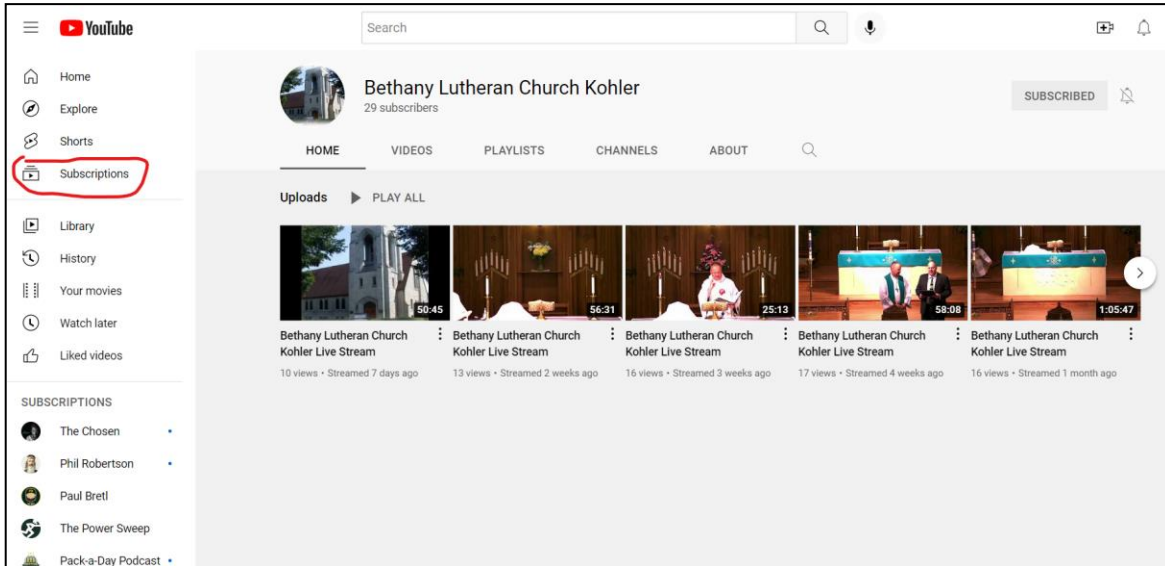 YouTube
Search
Home
Explore
Shorts
Subscriptions
Library
History
Your movies
Watch later
Liked videos
SUBSCRIPTIONS
The Chosen
Phil Robertson
Paul Bretl
The Power Sweep
Pack-a-Day Podcast
Bethany Lutheran Church Kohler
29 subscribers
SUBSCRIBED
HOME VIDEOS PLAYLISTS CHANNELS ABOUT
Uploads PLAY ALL
50:45
Bethany Lutheran Church
Kohler Live Stream
10 views • Streamed 7 days ago
56:31
Bethany Lutheran Church
Kohler Live Stream
13 views • Streamed 2 weeks ago
25:13
Bethany Lutheran Church
Kohler Live Stream
16 views • Streamed 3 weeks ago
58:08
Bethany Lutheran Church
Kohler Live Stream
17 views • Streamed 4 weeks ago
1:05:47
Bethany Lutheran Church
Kohler Live Stream
16 views • Streamed 1 month ago